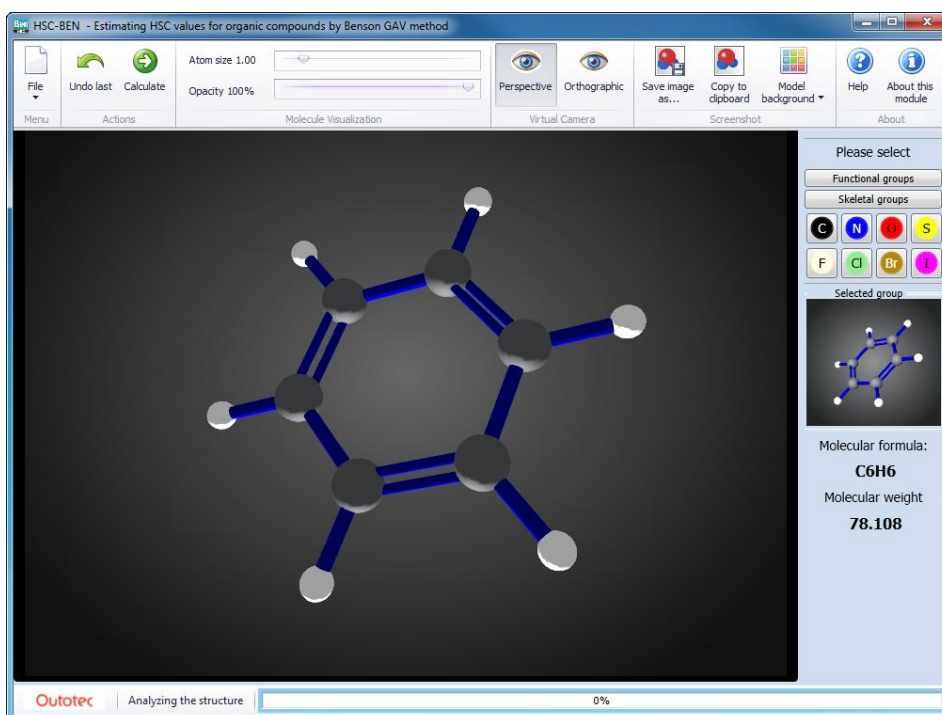 Ben HSC-BEN - Estimating HSC values for organic compounds by Benson GAV method
File
Undo last
Calculate
Atom size 1.00
Opacity 100%
Perspective
Orthographic
Save image as...
Copy to clipboard
Model background
Help
About this module
Menu
Actions
Molecule Visualization
Virtual Camera
Screenshot
About
Please select
Functional groups
Skeletal groups
C N O S
F Cl Br I
Selected group
Molecular formula:
C6H6
Molecular weight
78.108
Outotec
Analyzing the structure
0%